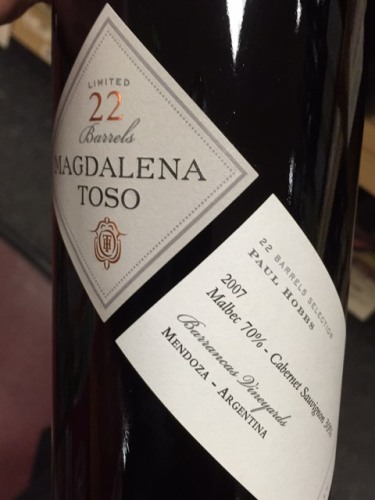 LIMITED
22
Barrels
MAGDALENA
TOSO
22 BARRELS SELECTION
PAUL HOBBS
2007
Malbec 70% - Cabernet Sauvignon 30%
Barrancas Vineyards
MENDOZA - ARGENTINA